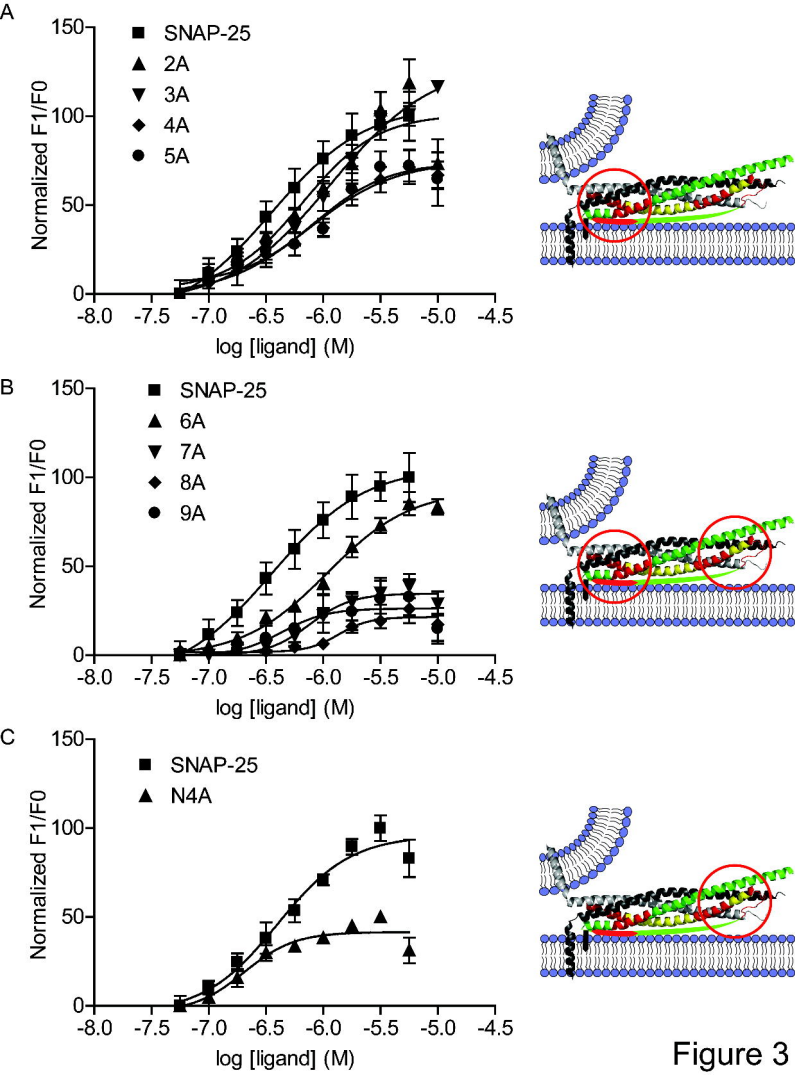 A
Normalized F1/F0
150
100
50
0
SNAP-25
2A
3A
4A
5A
-8.0 -7.5 -7.0 -6.5 -6.0 -5.5 -5.0 -4.5
log [ligand] (M)
B
Normalized F1/F0
150
100
50
0
SNAP-25
6A
7A
8A
9A
-8.0 -7.5 -7.0 -6.5 -6.0 -5.5 -5.0 -4.5
log [ligand] (M)
C
Normalized F1/F0
150
100
50
0
SNAP-25
N4A
-8.0 -7.5 -7.0 -6.5 -6.0 -5.5 -5.0 -4.5
log [ligand] (M)
Figure 3